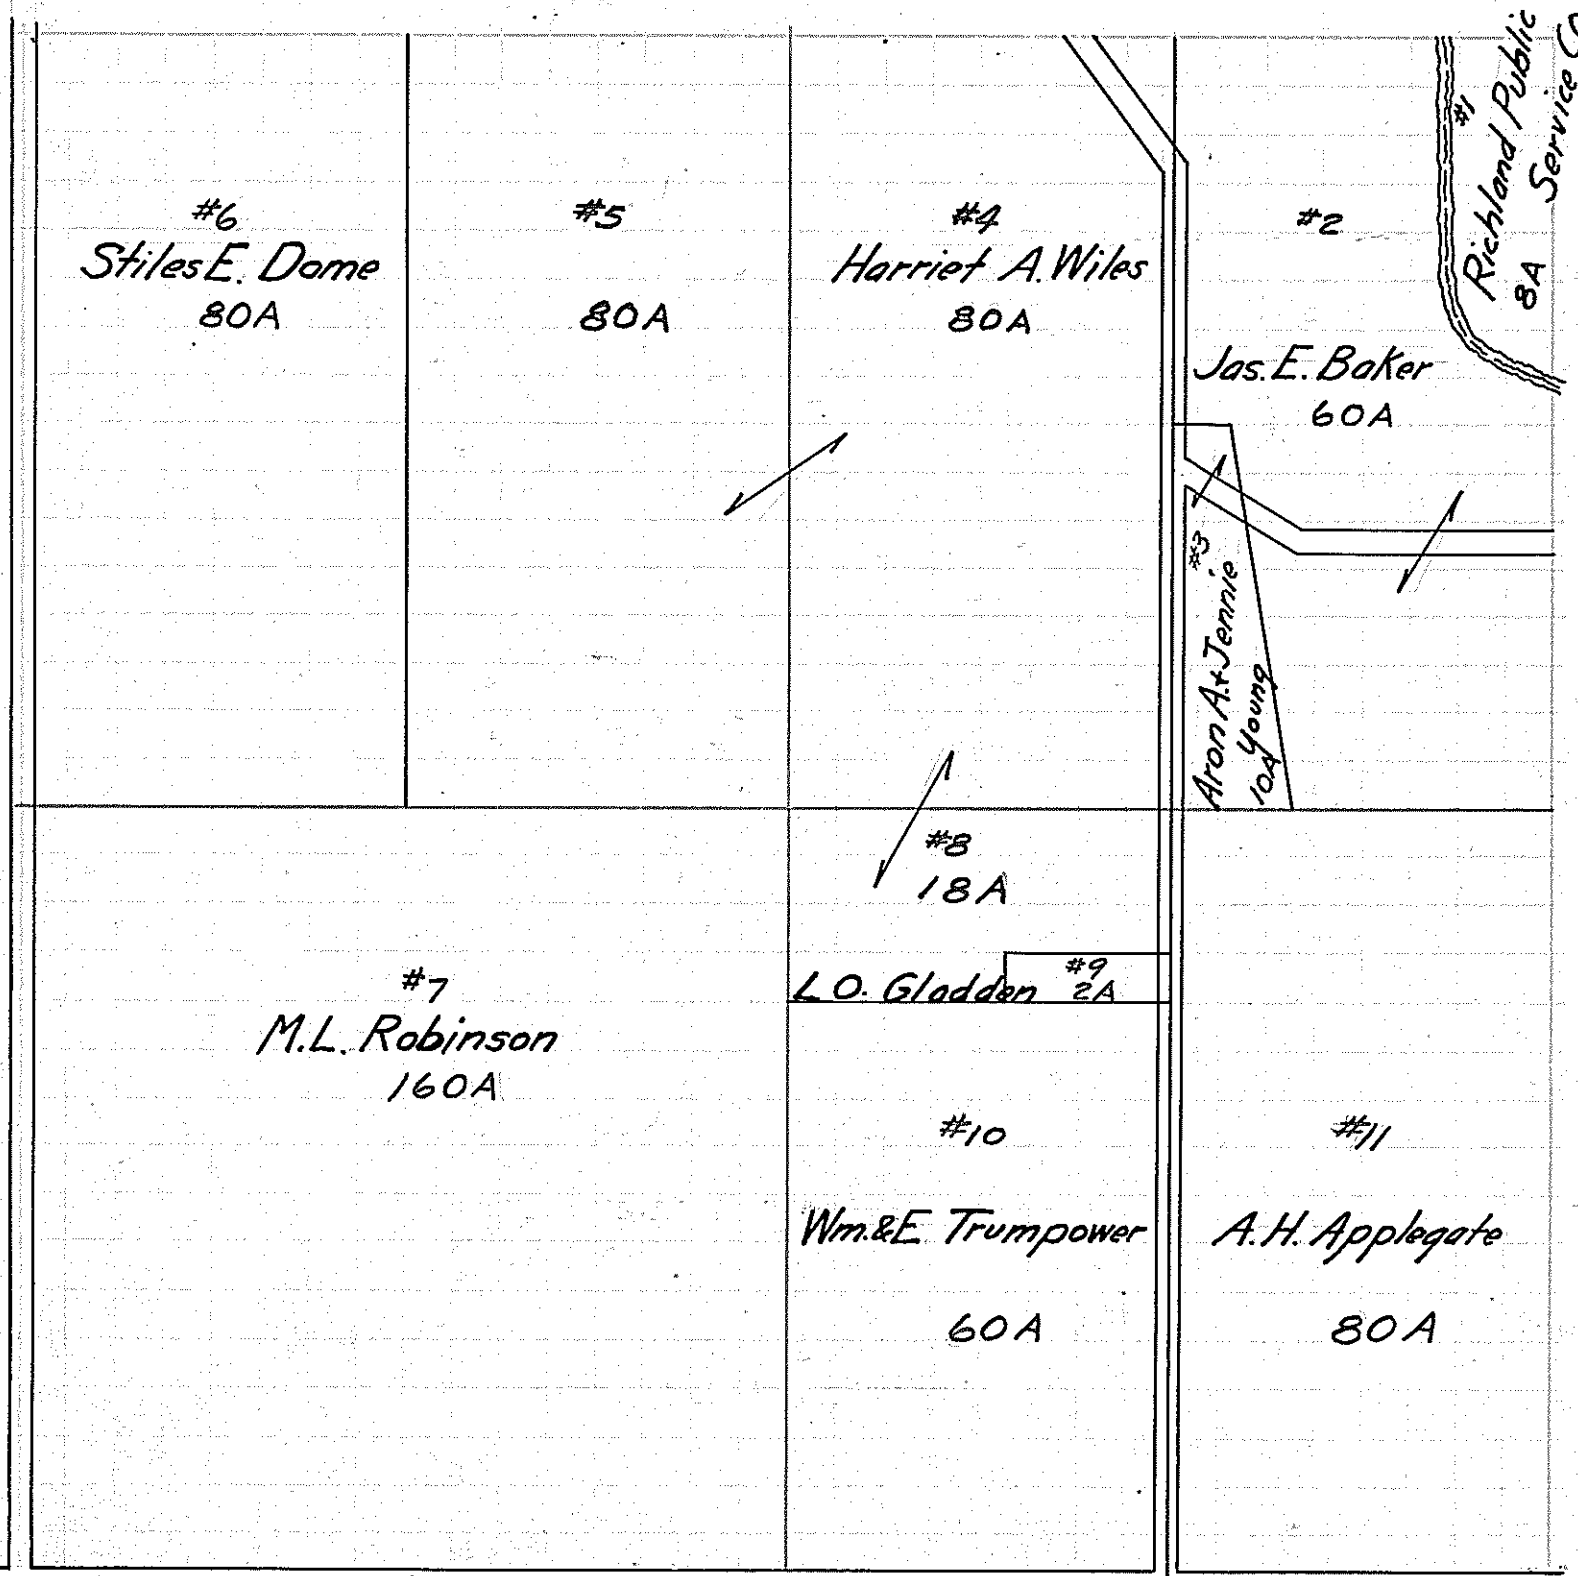 #6
Stiles E. Dome
80A
#5
80A
#4
Harriet A. Wiles
80A
#2
Jas. E. Baker
60A
#1
Richland Public
Service Co
8A
#3
Aron A. + Jennie
Young
10A
#8
18A
L.O. Gladden
#9
2A
#7
M.L. Robinson
160A
#10
Wm. & E. Trumpower
60A
#11
A.H. Applegate
80A